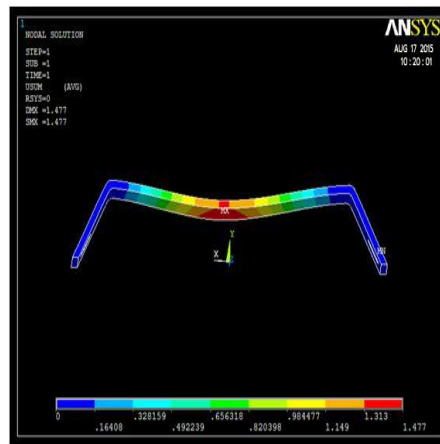 1
NODAL SOLUTION
STEP=1
SUB =1
TIME=1
USUM (AVG)
RSYS=0
DMX =1.477
SMX =1.477
ANSYS
AUG 17 2015
10:20:01
MX
Y
X
MN
0 .328159 .656318 .984477 1.313
.16408 .492239 .820398 1.149 1.477